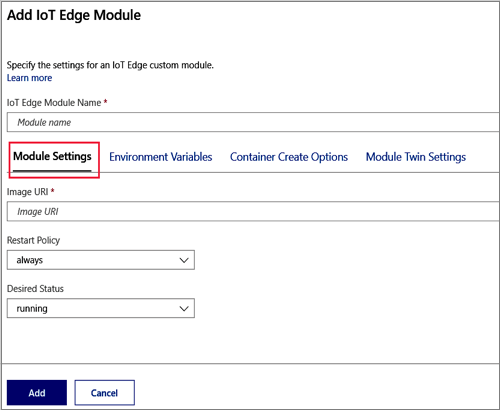 Add IoT Edge Module
Specify the settings for an IoT Edge custom module.
Learn more
IoT Edge Module Name *
Module name
Module Settings Environment Variables Container Create Options Module Twin Settings
Image URI *
Image URI
Restart Policy
always
Desired Status
running
Add Cancel